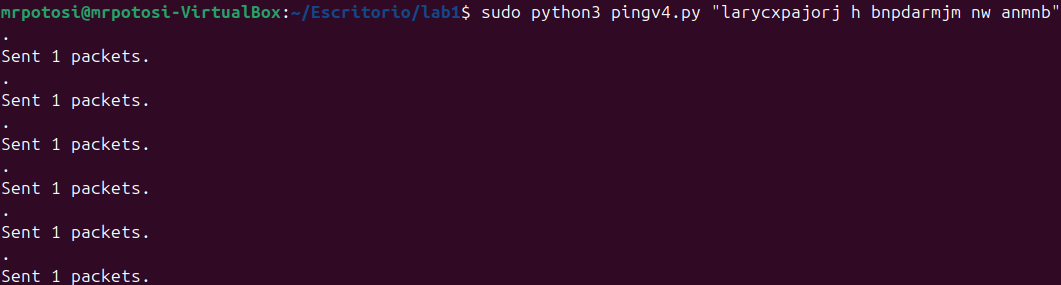 mrpotosi@mrpotosi-VirtualBox:~/Escritorio/lab1$ sudo python3 pingv4.py "larycxpajorj h bnpdarmjm nw anmnb"
.
Sent 1 packets.
.
Sent 1 packets.
.
Sent 1 packets.
.
Sent 1 packets.
.
Sent 1 packets.
.
Sent 1 packets.